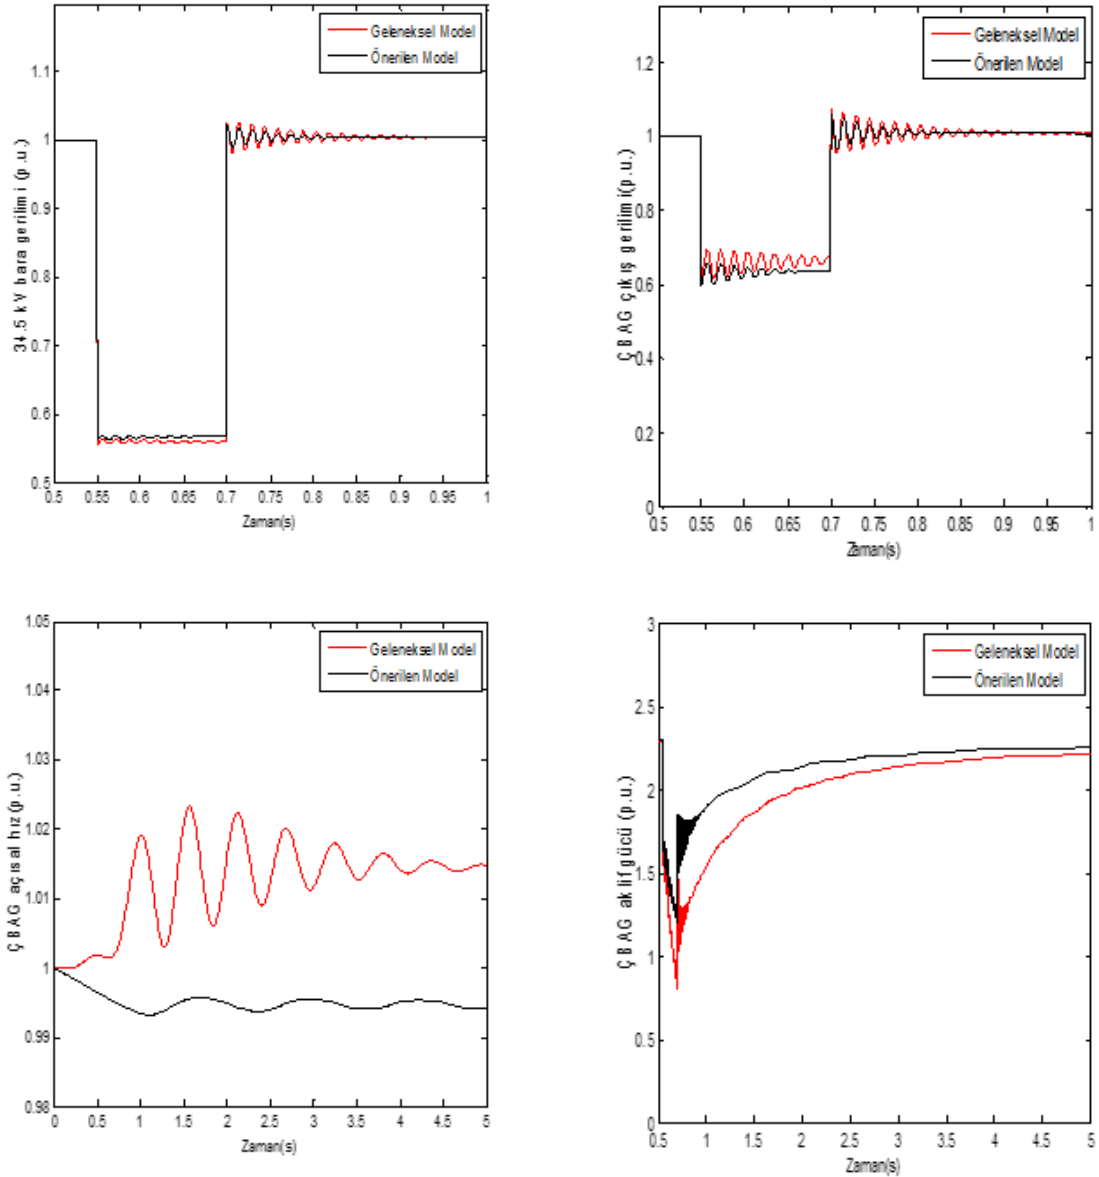 Geleneksel Model
Önerilen Model
34.5 kV bara gerilimi (p.u.)
1.1
1
0.9
0.8
0.7
0.6
0.5
0.5 0.55 0.6 0.65 0.7 0.75 0.8 0.85 0.9 0.95 1
Zaman(s)
Geleneksel Model
Önerilen Model
ÇBAG çıkış gerilimi(p.u.)
1.2
1
0.8
0.6
0.4
0.2
0
0.5 0.55 0.6 0.65 0.7 0.75 0.8 0.85 0.9 0.95 1
Zaman(s)
Geleneksel Model
Önerilen Model
ÇBAG açısal hız(p.u.)
1.05
1.04
1.03
1.02
1.01
1
0.99
0.98
0 0.5 1 1.5 2 2.5 3 3.5 4 4.5 5
Zaman(s)
Geleneksel Model
Önerilen Model
ÇBAG aktif gücü (p.u.)
3
2.5
2
1.5
1
0.5
0
0.5 1 1.5 2 2.5 3 3.5 4 4.5 5
Zaman(s)